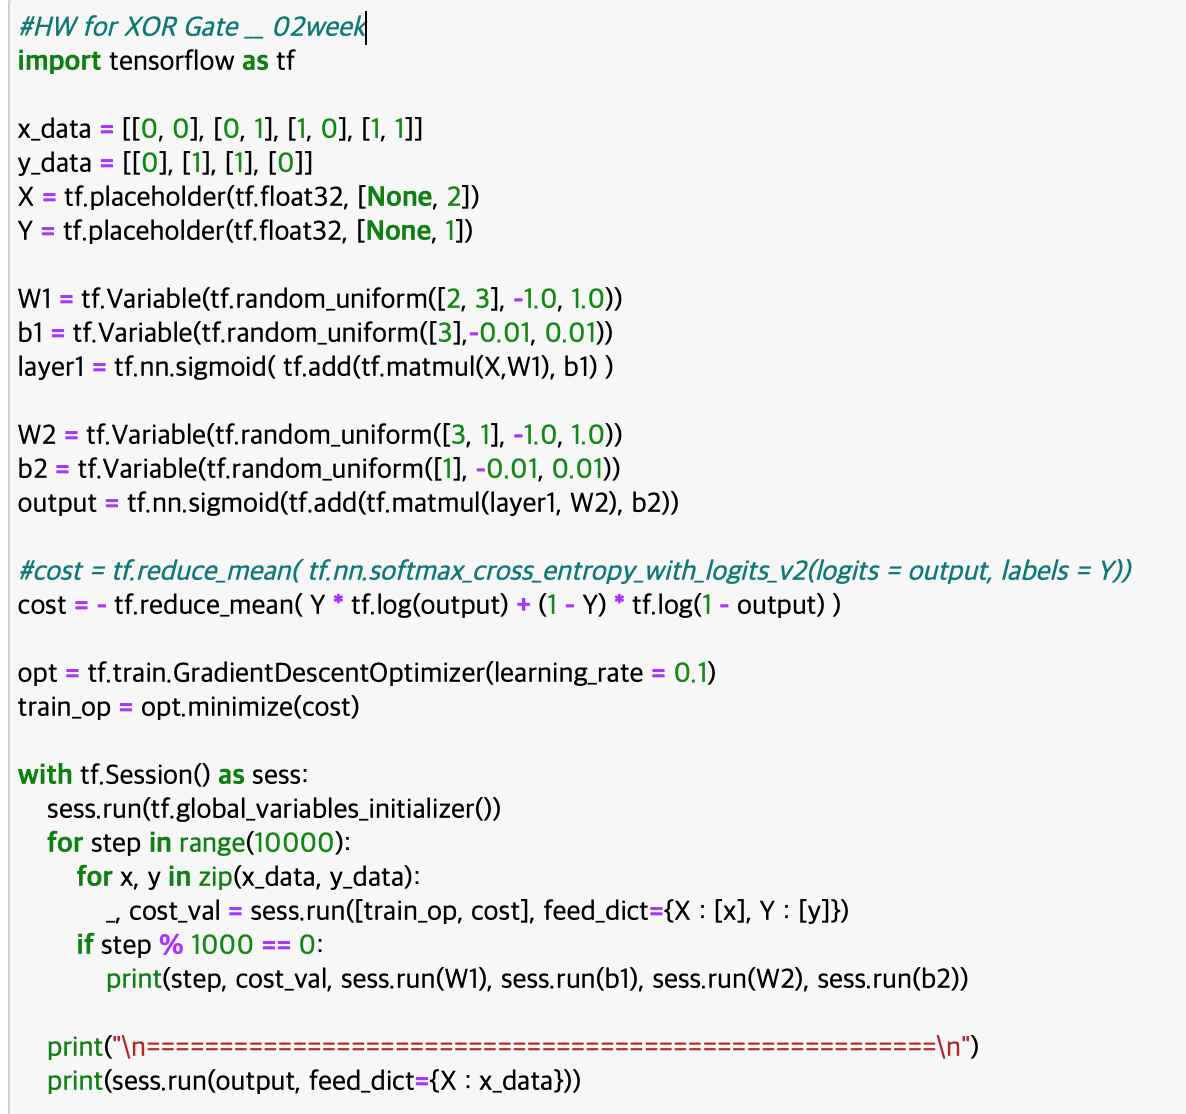 #HW for XOR Gate __ 02week
import tensorflow as tf
x_data = [[0, 0], [0, 1], [1, 0], [1, 1]]
y_data = [[0], [1], [1], [0]]
X = tf.placeholder(tf.float32, [None, 2])
Y = tf.placeholder(tf.float32, [None, 1])
W1 = tf.Variable(tf.random_uniform([2, 3], -1.0, 1.0))
b1 = tf.Variable(tf.random_uniform([3],-0.01, 0.01))
layer1 = tf.nn.sigmoid( tf.add(tf.matmul(X,W1), b1) )
W2 = tf.Variable(tf.random_uniform([3, 1], -1.0, 1.0))
b2 = tf.Variable(tf.random_uniform([1], -0.01, 0.01))
output = tf.nn.sigmoid(tf.add(tf.matmul(layer1, W2), b2))
#cost = tf.reduce_mean( tf.nn.softmax_cross_entropy_with_logits_v2(logits = output, labels = Y))
cost = - tf.reduce_mean( Y * tf.log(output) + (1 - Y) * tf.log(1 - output) )
opt = tf.train.GradientDescentOptimizer(learning_rate = 0.1)
train_op = opt.minimize(cost)
with tf.Session() as sess:
    sess.run(tf.global_variables_initializer())
    for step in range(10000):
        for x, y in zip(x_data, y_data):
            _, cost_val = sess.run([train_op, cost], feed_dict={X : [x], Y : [y]})
        if step % 1000 == 0:
            print(step, cost_val, sess.run(W1), sess.run(b1), sess.run(W2), sess.run(b2))
    print("\n======================================================\n")
    print(sess.run(output, feed_dict={X : x_data}))